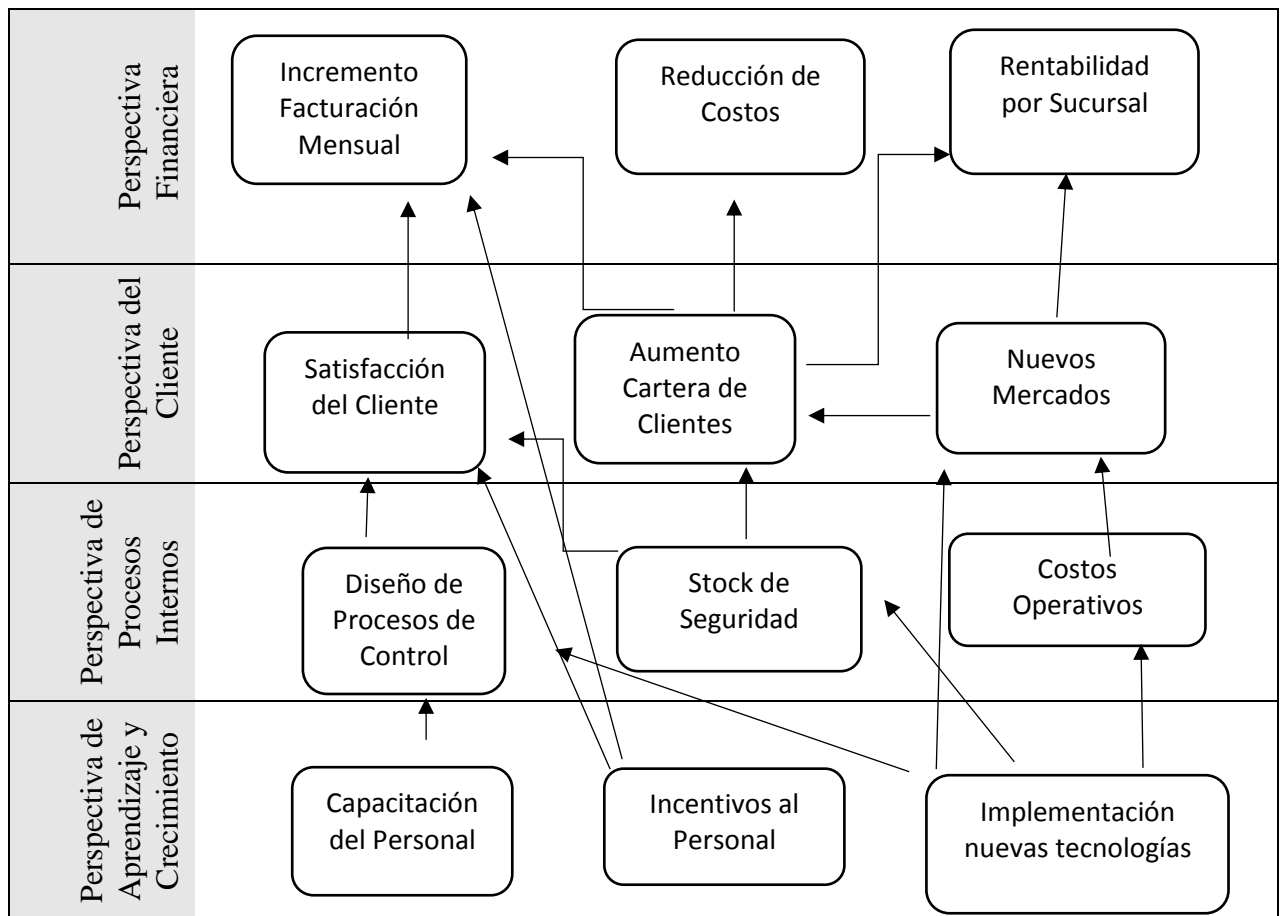 Perspectiva
Financiera
Incremento
Facturación
Mensual
Reducción de
Costos
Rentabilidad
por Sucursal
Perspectiva del
Cliente
Satisfacción
del Cliente
Aumento
Cartera de
Clientes
Nuevos
Mercados
Perspectiva de
Procesos
Internos
Diseño de
Procesos de
Control
Stock de
Seguridad
Costos
Operativos
Perspectiva de
Aprendizaje y
Crecimiento
Capacitación
del Personal
Incentivos al
Personal
Implementación
nuevas tecnologías